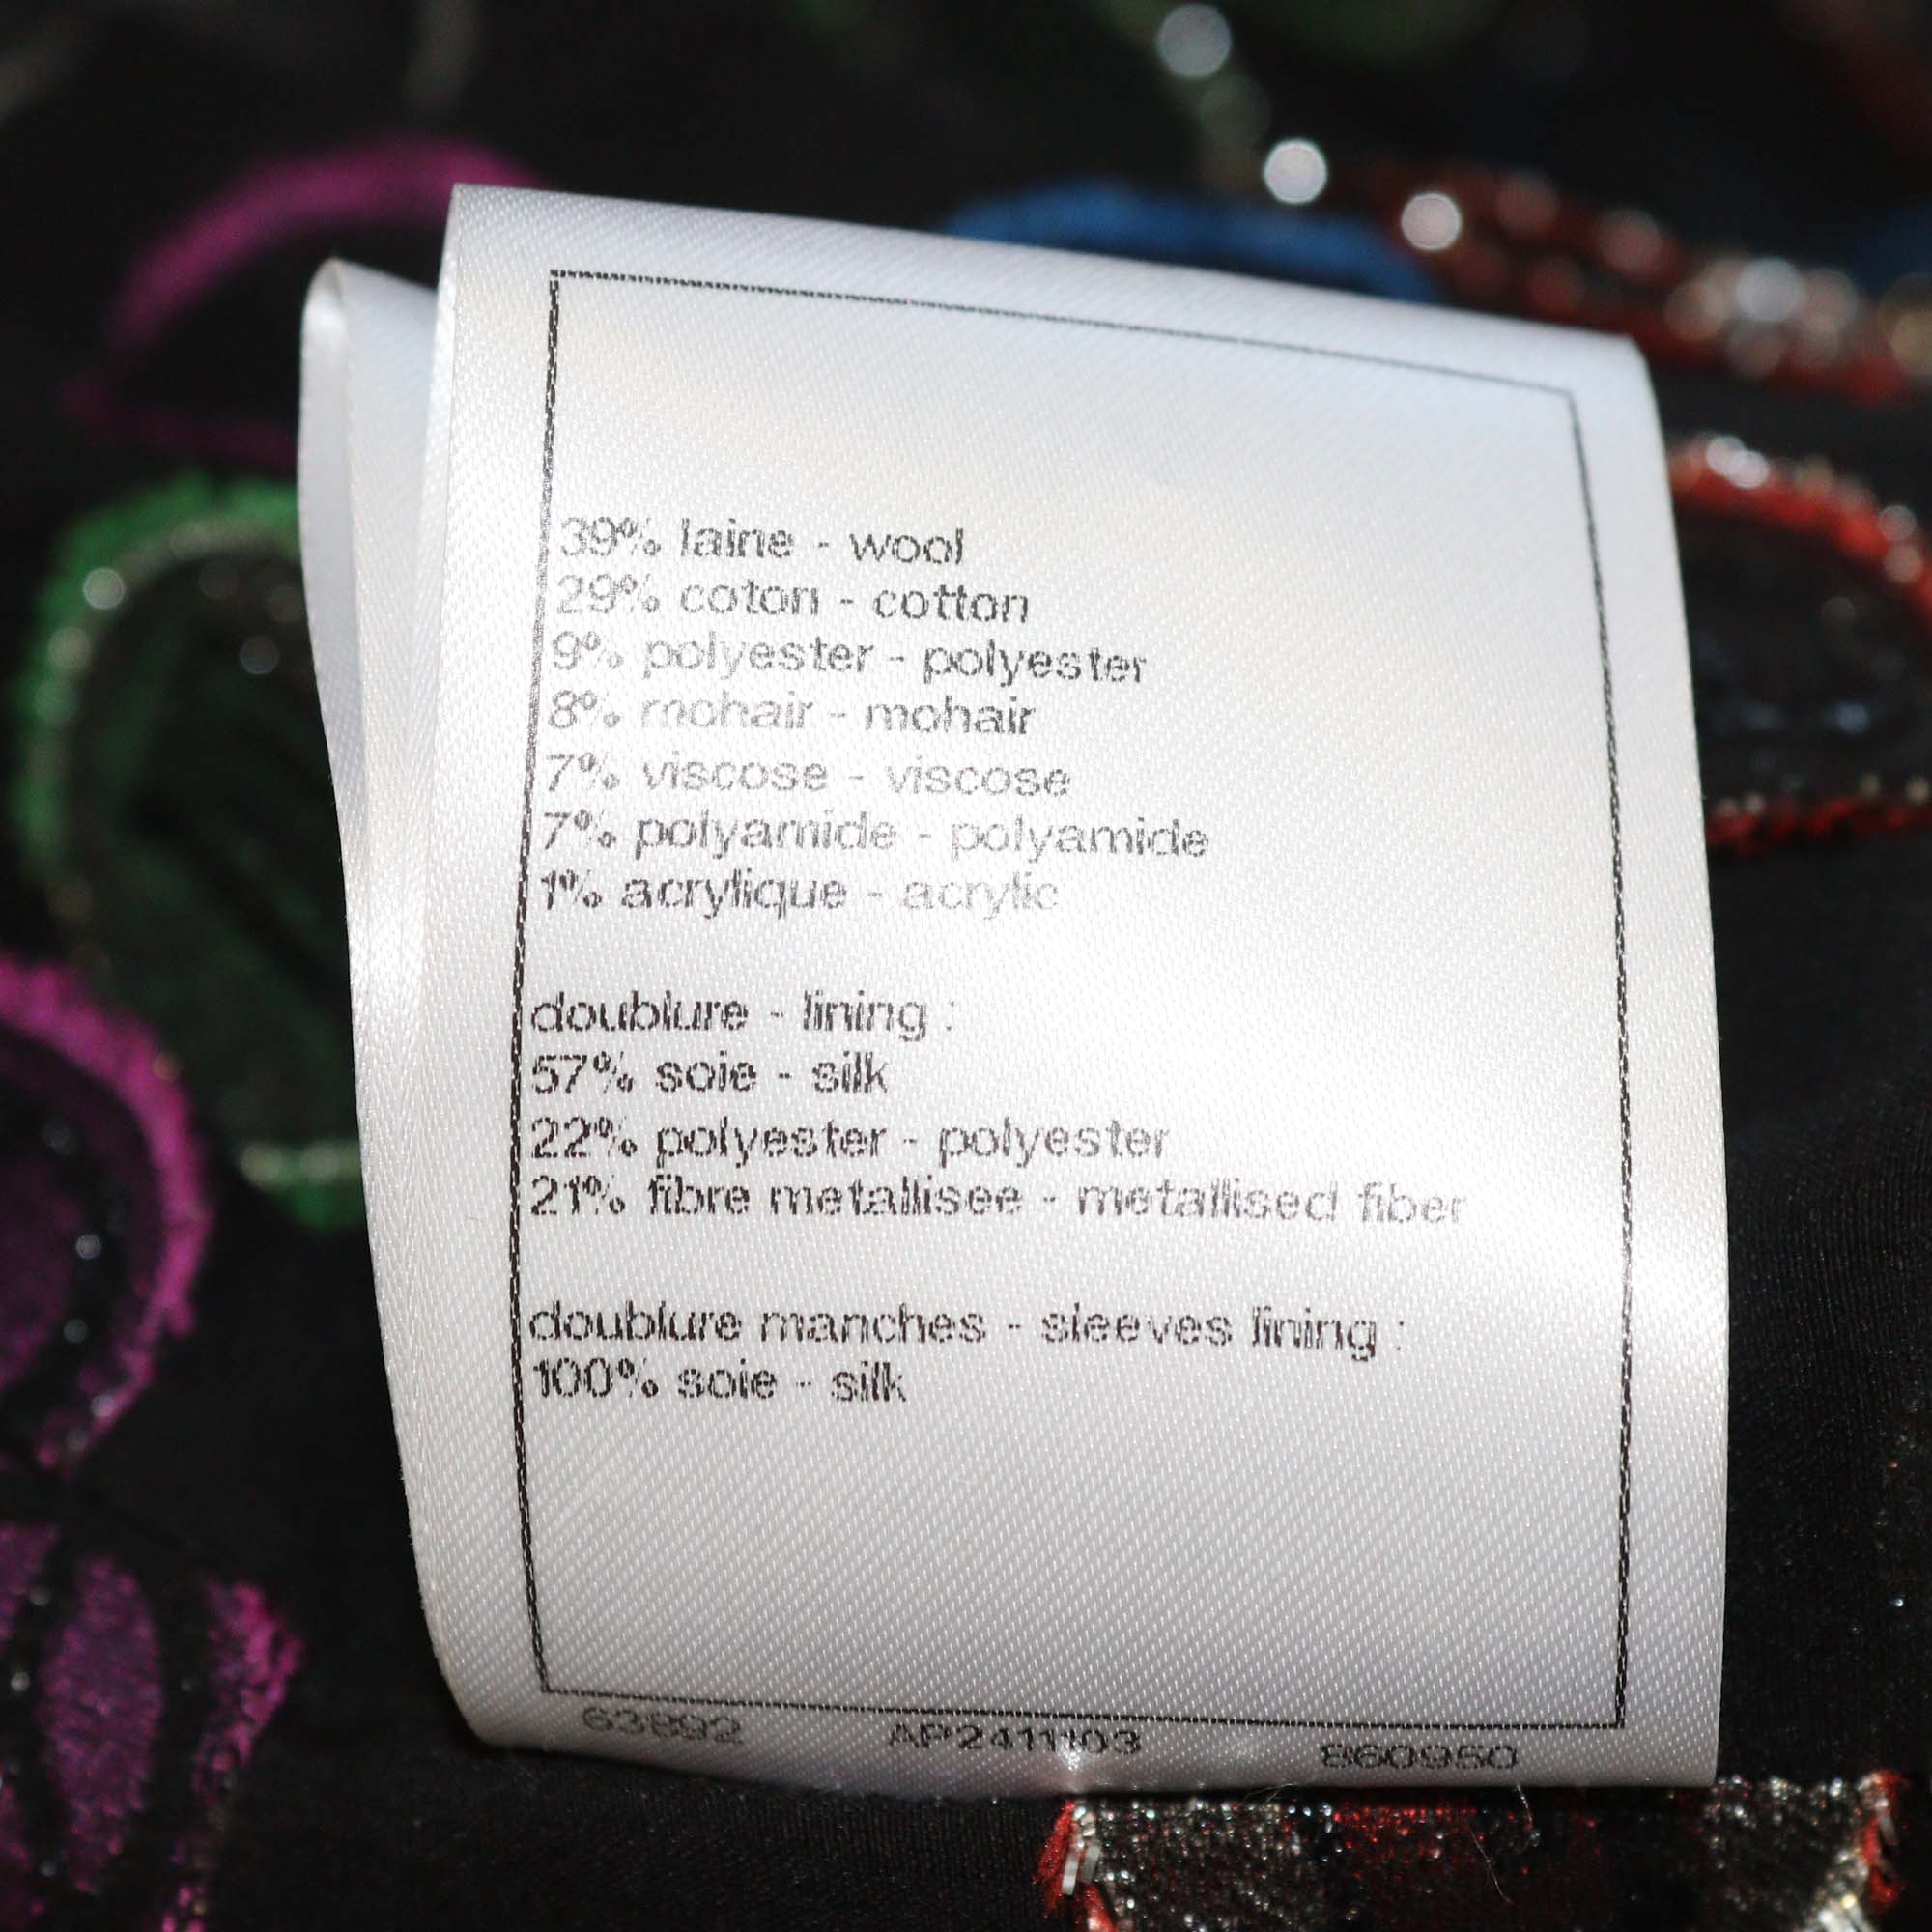 39% laine - wool
29% coton - cotton
9% polyester - polyester
8% mohair - mohair
7% viscose - viscose
7% polyamide - polyamide
1% acrylique - acrylic
doublure - lining :
57% soie - silk
22% polyester - polyester
21% fibre metallisee - metallised fiber
doublure manches - sleeves lining :
100% soie - silk
63892 AP2411103 860950